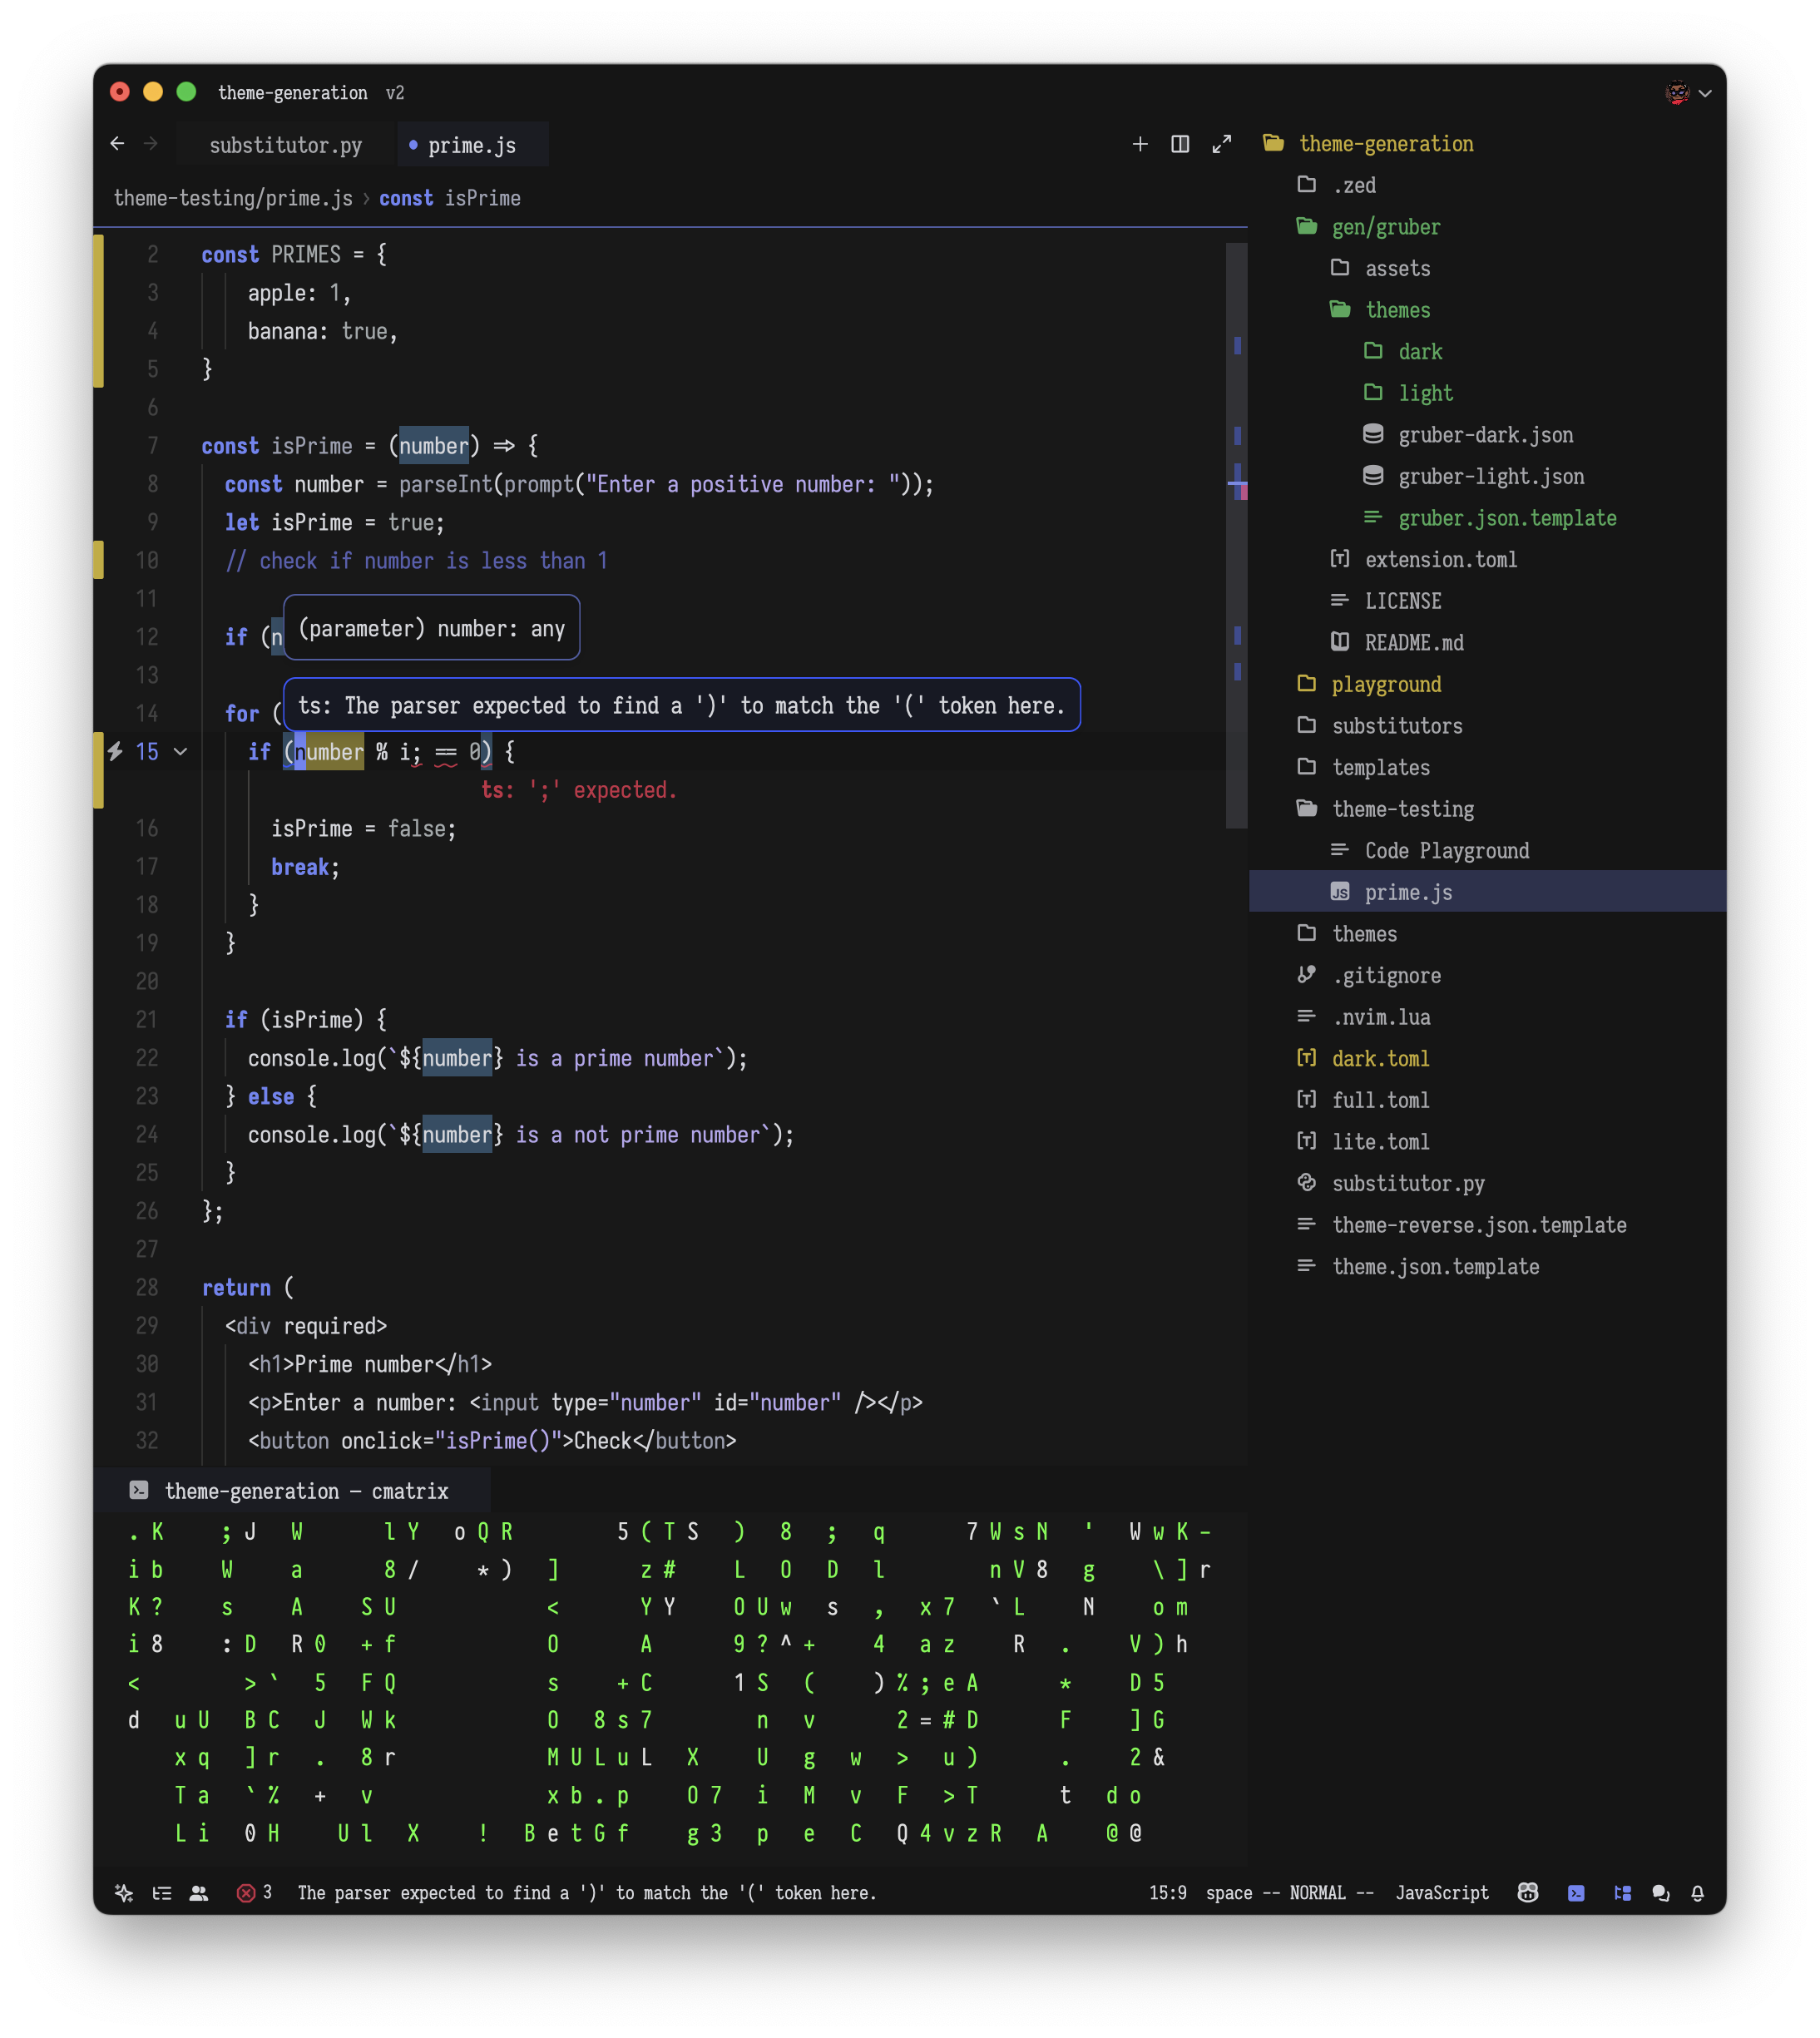 theme-generation v2
substitutor.py
prime.js
theme-testing/prime.js › const isPrime
2 const PRIMES = {
3 apple: 1,
4 banana: true,
5 }
6
7 const isPrime = (number) => {
8 const number = parseInt(prompt("Enter a positive number: "));
9 let isPrime = true;
10 // check if number is less than 1
11
(parameter) number: any
12 if (n
13
ts: The parser expected to find a ')' to match the '(' token here.
14 for (
15 if (number % i; == 0) {
ts: ';' expected.
16 isPrime = false;
17 break;
18 }
19 }
20
21 if (isPrime) {
22 console.log(`${number} is a prime number`);
23 } else {
24 console.log(`${number} is a not prime number`);
25 }
26 };
27
28 return (
29 <div required>
30 <h1>Prime number</h1>
31 <p>Enter a number: <input type="number" id="number" /></p>
32 <button onclick="isPrime()">Check</button>
theme-generation
.zed
gen/gruber
assets
themes
dark
light
gruber-dark.json
gruber-light.json
gruber.json.template
extension.toml
LICENSE
README.md
playground
substitutors
templates
theme-testing
Code Playground
JS prime.js
themes
.gitignore
.nvim.lua
dark.toml
full.toml
lite.toml
substitutor.py
theme-reverse.json.template
theme.json.template
theme-generation — cmatrix
. K ; J W l Y o Q R 5 ( T S ) 8 ; q 7 W s N ' W w K -
i b W a 8 / * ) ] z # L O D l n V 8 g \ ] r
K ? s A S U < Y Y O U w s , x 7 ` L N o m
i 8 : D R 0 + f O A 9 ? ^ + 4 a z R . V ) h
< > ` 5 F Q s + C 1 S ( ) % ; e A * D 5
d u U B C J W k O 8 s 7 n v 2 = # D F ] G
x q ] r . 8 r M U L u L X U g w > u ) . 2 &
T a ` % + v x b . p O 7 i M v F > T t d o
L i 0 H U l X ! B e t G f g 3 p e C Q 4 v z R A @ @
3 The parser expected to find a ')' to match the '(' token here.
15:9 space -- NORMAL -- JavaScript